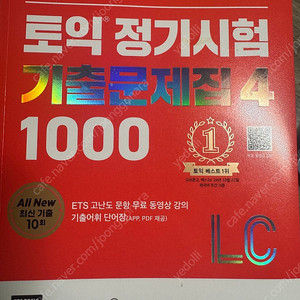 토익® 정기시험
기출문제집 4
1000
1
토익 베스트 1위
All New
최신 기출
10회
ETS 고난도 문항 무료 동영상 강의
기출어휘 단어장(APP, PDF 제공)
LC